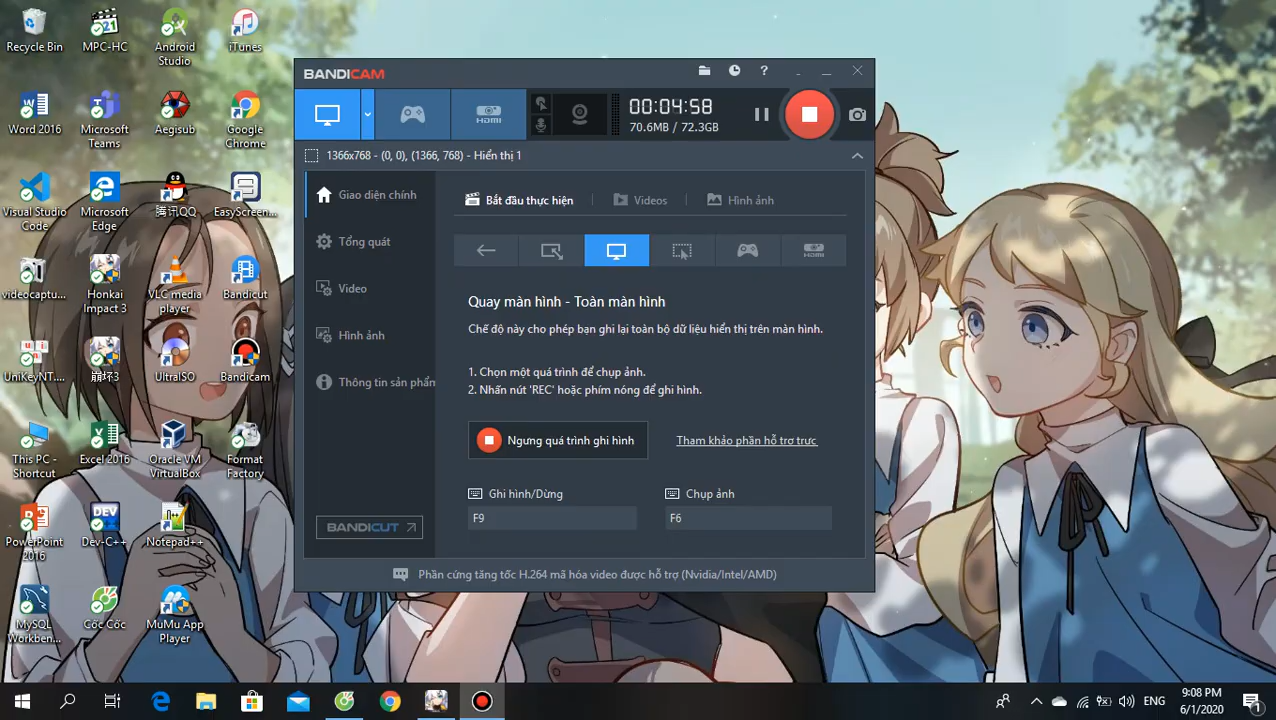 Recycle Bin
MPC-HC
Android Studio
iTunes
Word 2016
Microsoft Teams
Aegisub
Google Chrome
Visual Studio Code
Microsoft Edge
腾讯QQ
EasyScreen...
videocaptu...
Honkai Impact 3
VLC media player
Bandicut
UniKeyNT....
崩坏3
UltraISO
Bandicam
This PC - Shortcut
Excel 2016
Oracle VM VirtualBox
Format Factory
PowerPoint 2016
Dev-C++
Notepad++
MySQL Workben...
Cốc Cốc
MuMu App Player
BANDICAM
HDMI
00:04:58
70.6MB / 72.3GB
1366x768 - (0, 0), (1366, 768) - Hiển thị 1
Giao diện chính
Tổng quát
Video
Hình ảnh
Thông tin sản phẩn
BANDICUT
Bắt đầu thực hiện
Videos
Hình ảnh
HDMI
Quay màn hình - Toàn màn hình
Chế độ này cho phép bạn ghi lại toàn bộ dữ liệu hiển thị trên màn hình.
1. Chọn một quá trình để chụp ảnh.
2. Nhấn nút 'REC' hoặc phím nóng để ghi hình.
Ngưng quá trình ghi hình
Tham khảo phần hỗ trơ trưc
Ghi hình/Dừng
Chụp ảnh
F9
F6
Phần cứng tăng tốc H.264 mã hóa video được hỗ trợ (Nvidia/Intel/AMD)
ENG
9:08 PM
6/1/2020
1